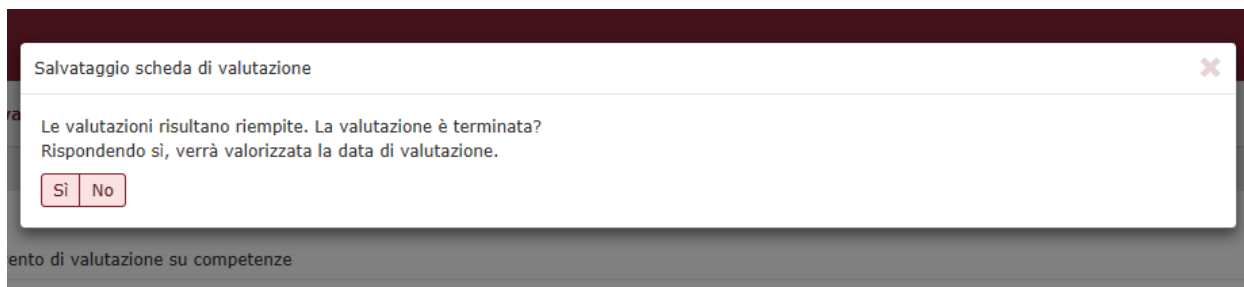 Salvataggio scheda di valutazione
Le valutazioni risultano riempite. La valutazione è terminata?
Rispondendo sì, verrà valorizzata la data di valutazione.
Sì No
ento di valutazione su competenze